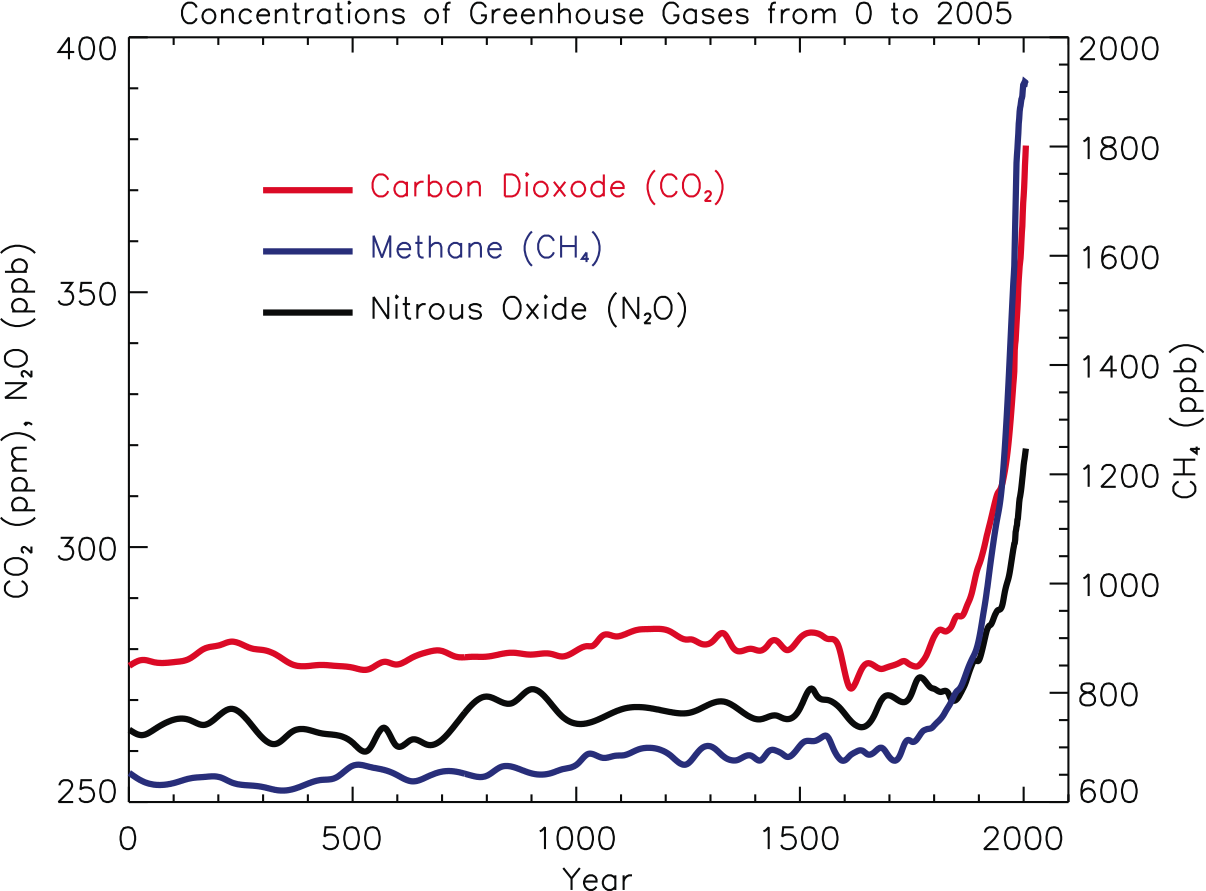 Concentrations of Greenhouse Gases from 0 to 2005
400
350
300
250
CO₂ (ppm), N₂O (ppb)
Carbon Dioxode (CO₂)
Methane (CH₄)
Nitrous Oxide (N₂O)
2000
1800
1600
1400
1200
1000
800
600
CH₄ (ppb)
0 500 1000 1500 2000
Year